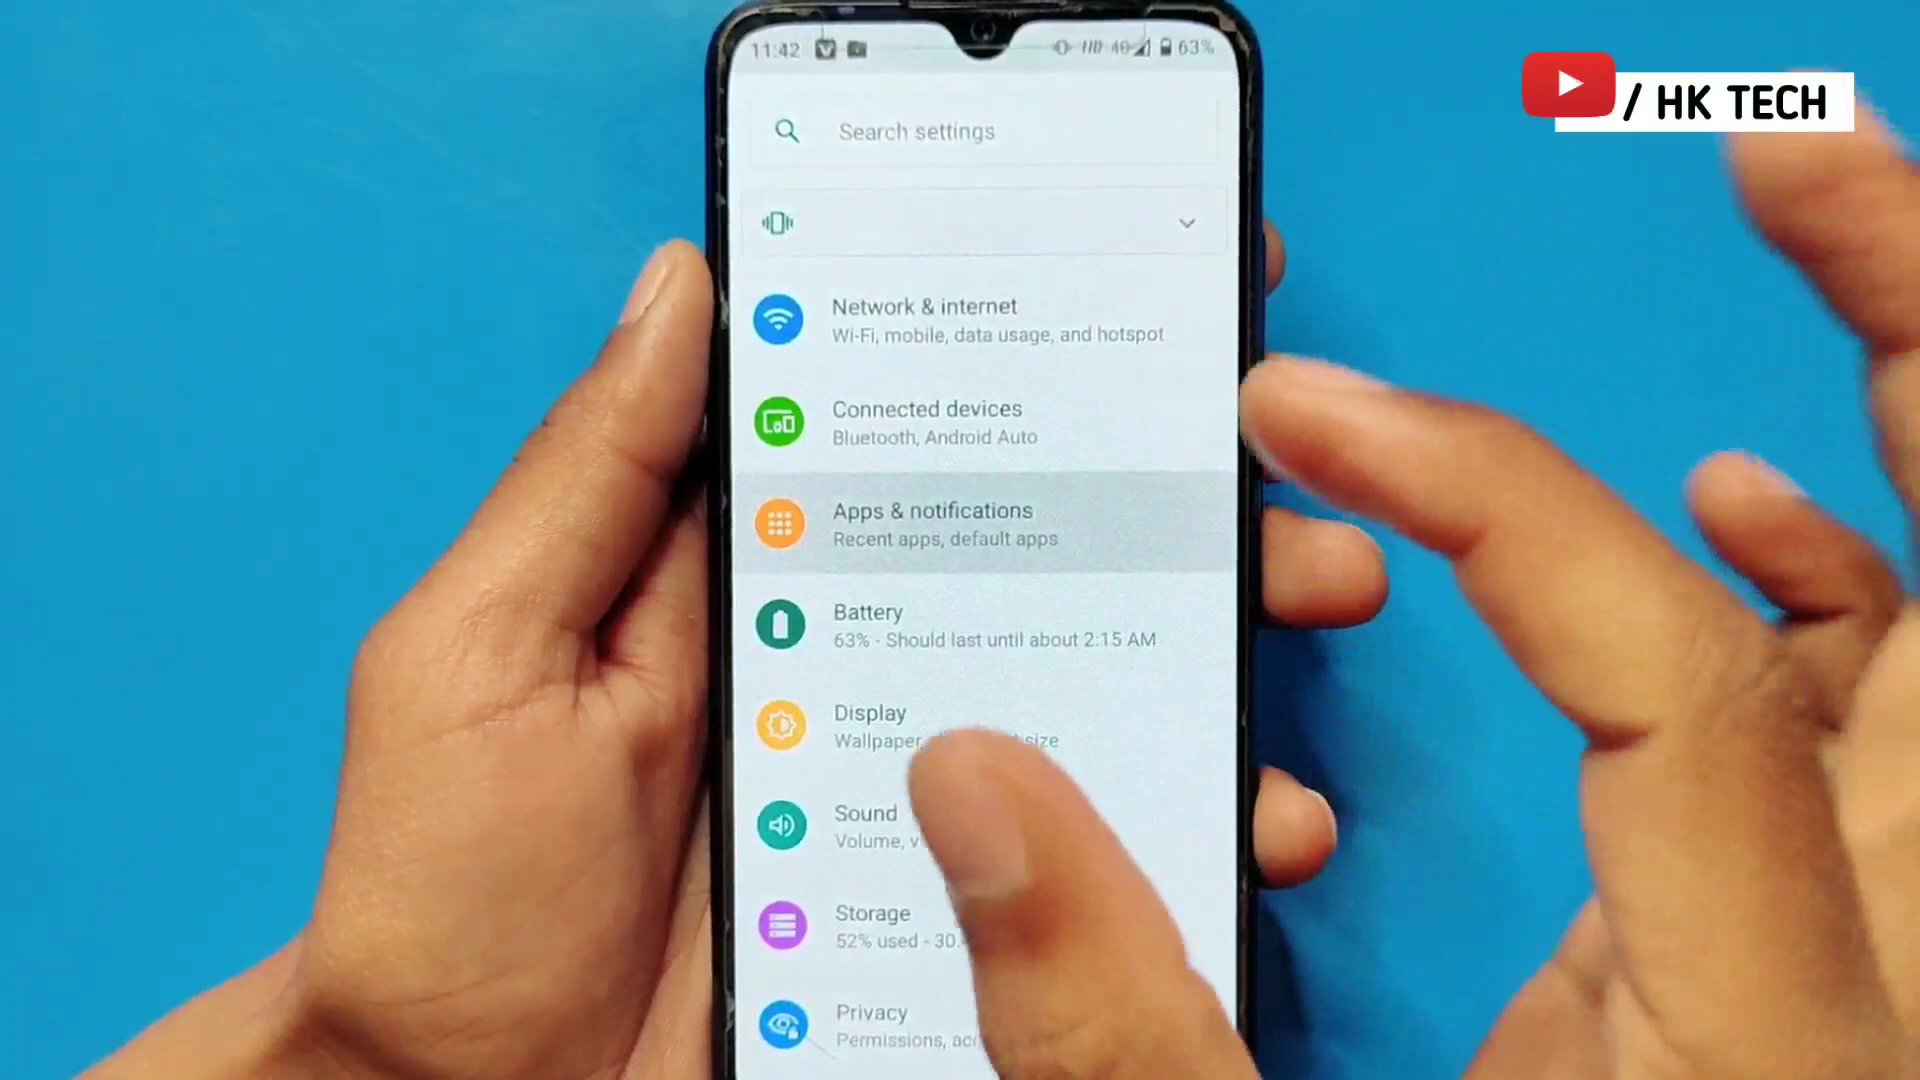 11:42 HD 4G 63%
/ HK TECH
Search settings
Network & internet
Wi-Fi, mobile, data usage, and hotspot
Connected devices
Bluetooth, Android Auto
Apps & notifications
Recent apps, default apps
Battery
63% - Should last until about 2:15 AM
Display
Wallpaper, size
Sound
Volume,
Storage
52% used - 30.
Privacy
Permissions,